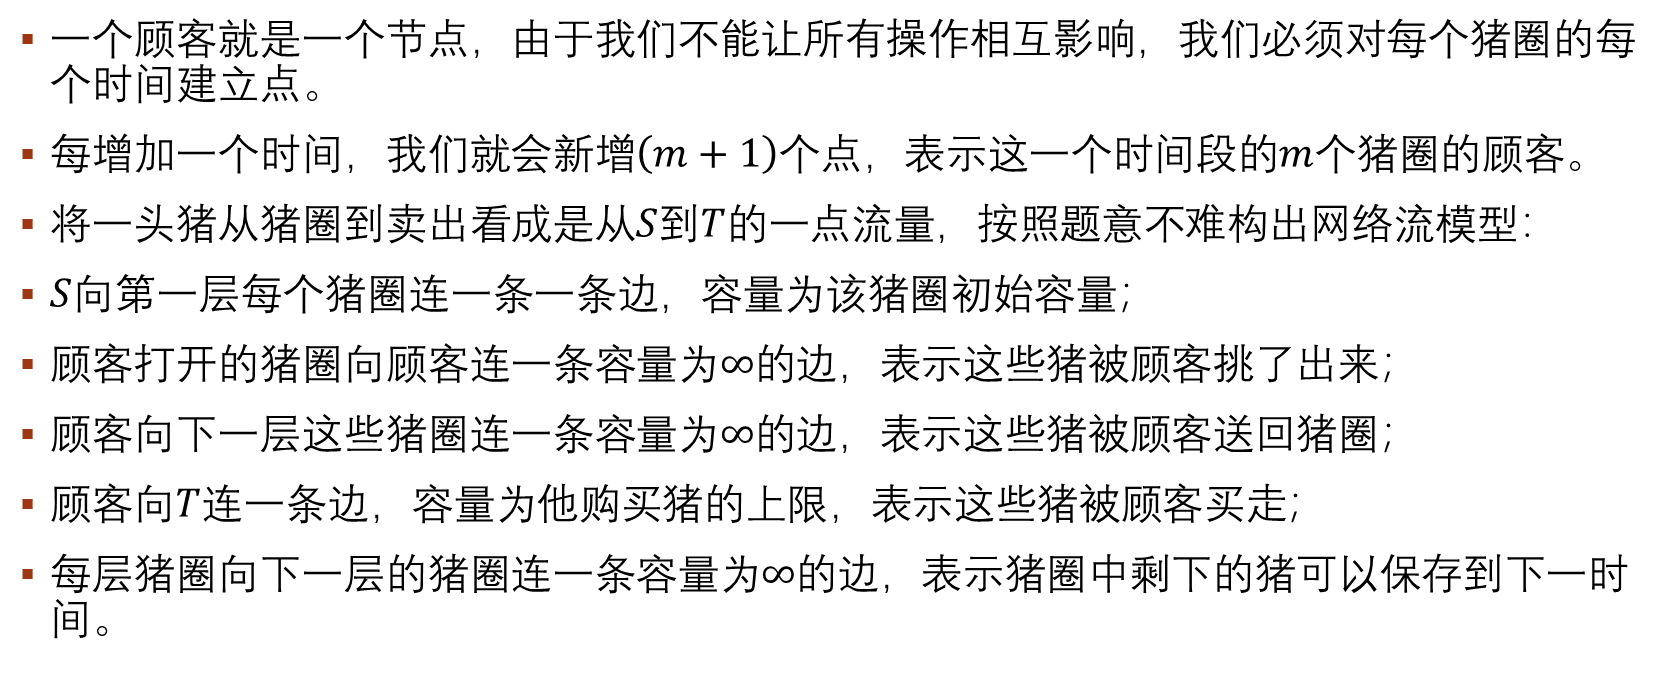 ▪ 一个顾客就是一个节点，由于我们不能让所有操作相互影响，我们必须对每个猪圈的每
个时间建立点。
▪ 每增加一个时间，我们就会新增(m + 1)个点，表示这一个时间段的m个猪圈的顾客。
▪ 将一头猪从猪圈到卖出看成是从S到T的一点流量，按照题意不难构出网络流模型：
▪ S向第一层每个猪圈连一条一条边，容量为该猪圈初始容量；
▪ 顾客打开的猪圈向顾客连一条容量为∞的边，表示这些猪被顾客挑了出来；
▪ 顾客向下一层这些猪圈连一条容量为∞的边，表示这些猪被顾客送回猪圈；
▪ 顾客向T连一条边，容量为他购买猪的上限，表示这些猪被顾客买走；
▪ 每层猪圈向下一层的猪圈连一条容量为∞的边，表示猪圈中剩下的猪可以保存到下一时
间。